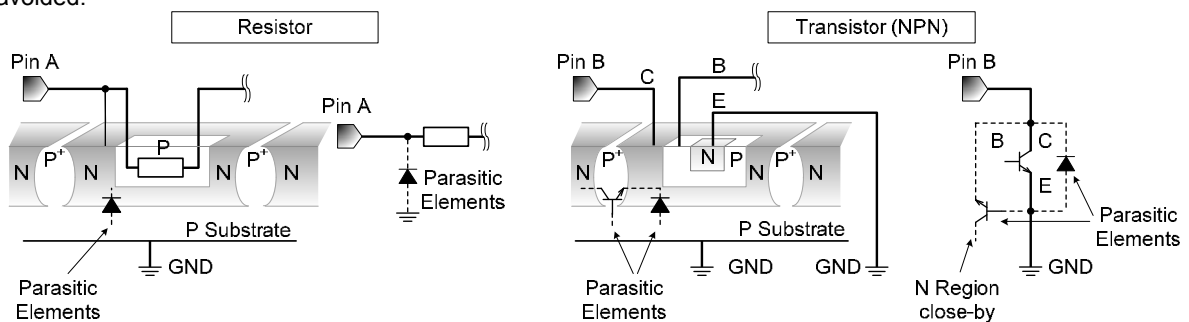 avoided.
Resistor
Transistor (NPN)
Pin A
Pin A
N P+ N P N P+ N
Parasitic
Elements
P Substrate
GND
Parasitic
Elements
Pin B
C
B
E
N P+ N P N P+ N
P Substrate
GND
GND
Parasitic
Elements
Pin B
B
C
E
Parasitic
Elements
GND
N Region
close-by